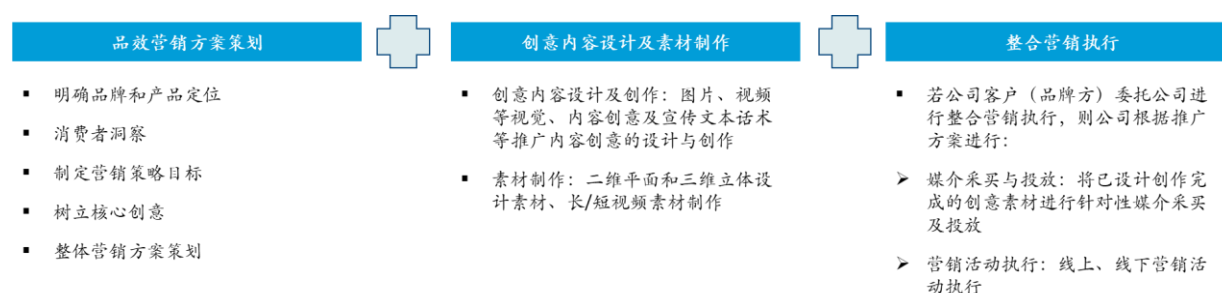 品效营销方案策划
明确品牌和产品定位
消费者洞察
制定营销策略目标
树立核心创意
整体营销方案策划
创意内容设计及素材制作
创意内容设计及创作：图片、视频
等视觉、内容创意及宣传文本话术
等推广内容创意的设计与创作
素材制作：二维平面和三维立体设
计素材、长/短视频素材制作
整合营销执行
若公司客户（品牌方）委托公司进
行整合营销执行，则公司根据推广
方案进行：
媒介采买与投放：将已设计创作完
成的创意素材进行针对性媒介采买
及投放
营销活动执行：线上、线下营销活
动执行